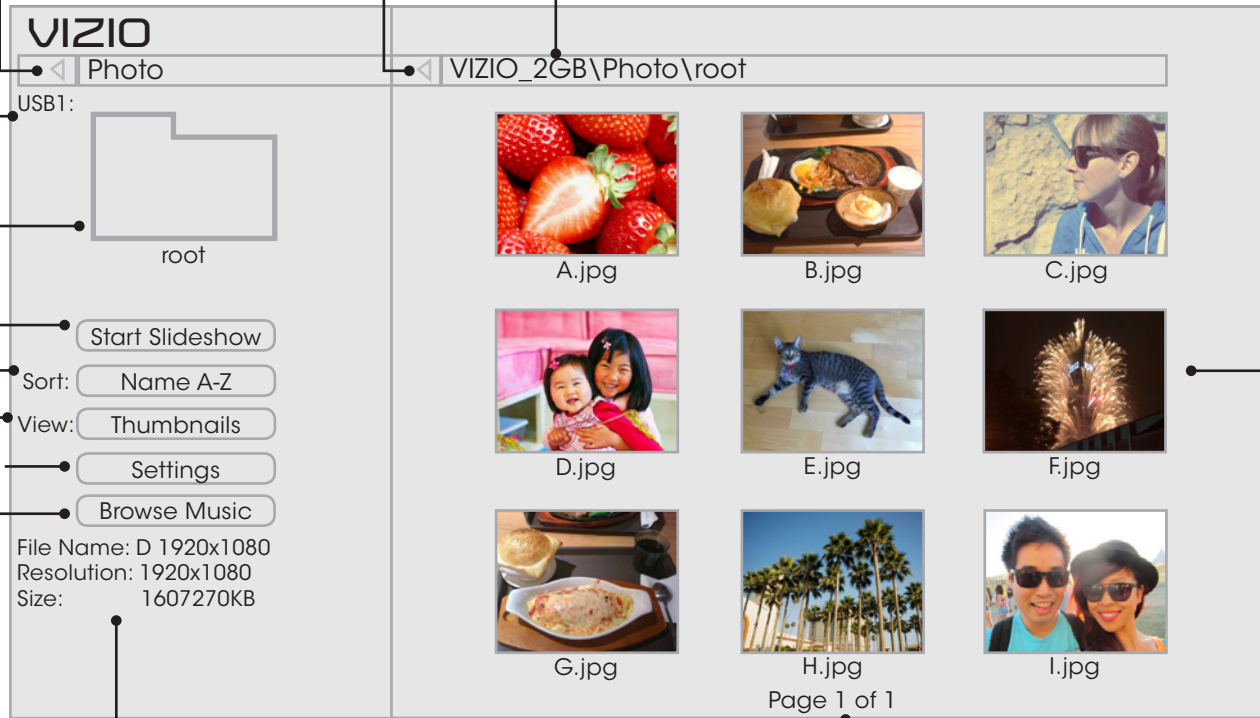 VIZIO
Photo
USB1:
root
Start Slideshow
Sort: Name A-Z
View: Thumbnails
Settings
Browse Music
File Name: D 1920x1080
Resolution: 1920x1080
Size: 1607270KB
VIZIO_2GB\Photo\root
A.jpg B.jpg C.jpg
D.jpg E.jpg F.jpg
G.jpg H.jpg I.jpg
Page 1 of 1